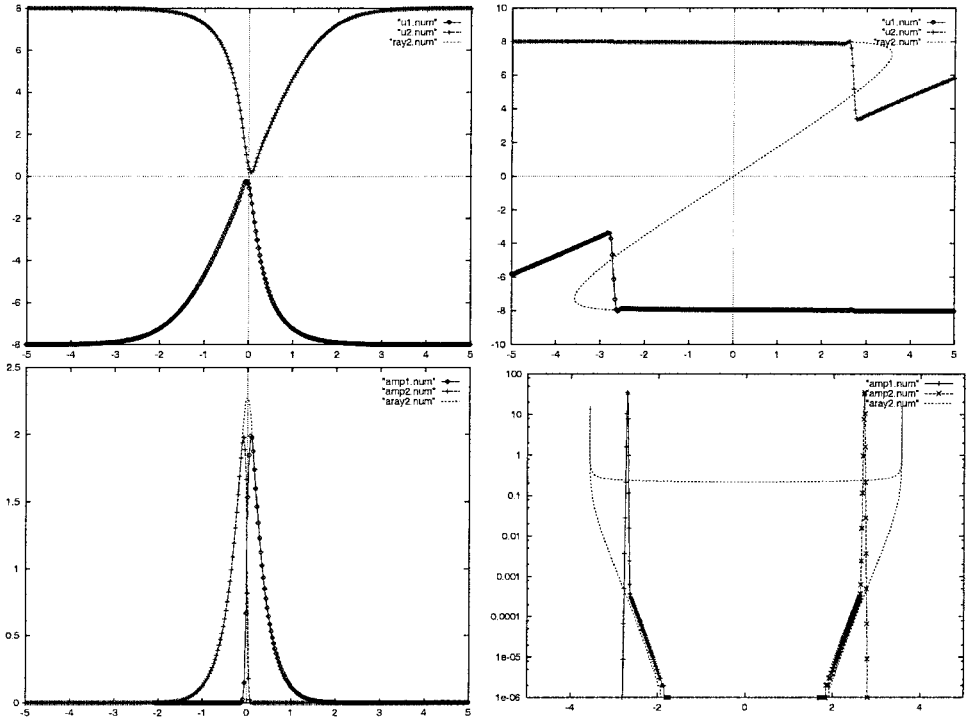 8
6
4
2
0
-2
-4
-6
-8
-5 -4 -3 -2 -1 0 1 2 3 4 5
"u1.num"
"u2.num"
"ray2.num"
10
8
6
4
2
0
-2
-4
-6
-8
-10
-5 -4 -3 -2 -1 0 1 2 3 4 5
"u1.num"
"u2.num"
"ray2.num"
2.5
2
1.5
1
0.5
0
-5 -4 -3 -2 -1 0 1 2 3 4 5
"amp1.num"
"amp2.num"
"aray2.num"
100
10
1
0.1
0.01
0.001
0.0001
1e-05
1e-06
-4 -2 0 2 4
"amp1.num"
"amp2.num"
"aray2.num"